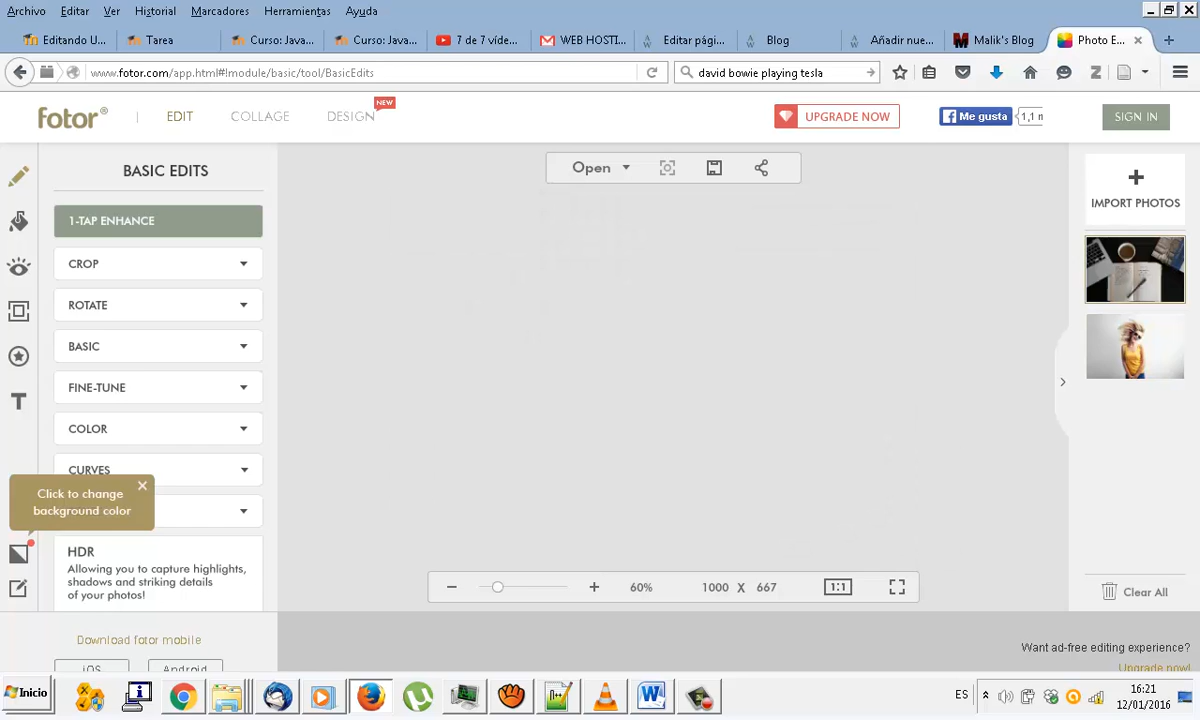 Archivo Editar Ver Historial Marcadores Herramientas Ayuda
Editando U... Tarea Curso: Java... Curso: Java... 7 de 7 víde... WEB HOSTI... Editar pági... Blog Añadir nue... Malik's Blog Photo E...
www.fotor.com/app.html#!module/basic/tool/BasicEdits david bowie playing tesla
fotor® EDIT COLLAGE DESIGN NEW UPGRADE NOW Me gusta 1,1 SIGN IN
BASIC EDITS
Open
1-TAP ENHANCE
CROP
ROTATE
BASIC
FINE-TUNE
COLOR
CURVES
Click to change
background color
HDR
Allowing you to capture highlights,
shadows and striking details
of your photos!
IMPORT PHOTOS
60% 1000 X 667 1:1
Clear All
Download fotor mobile
iOS Android
Want ad-free editing experience?
Upgrade now!
Inicio
ES 16:21
12/01/2016